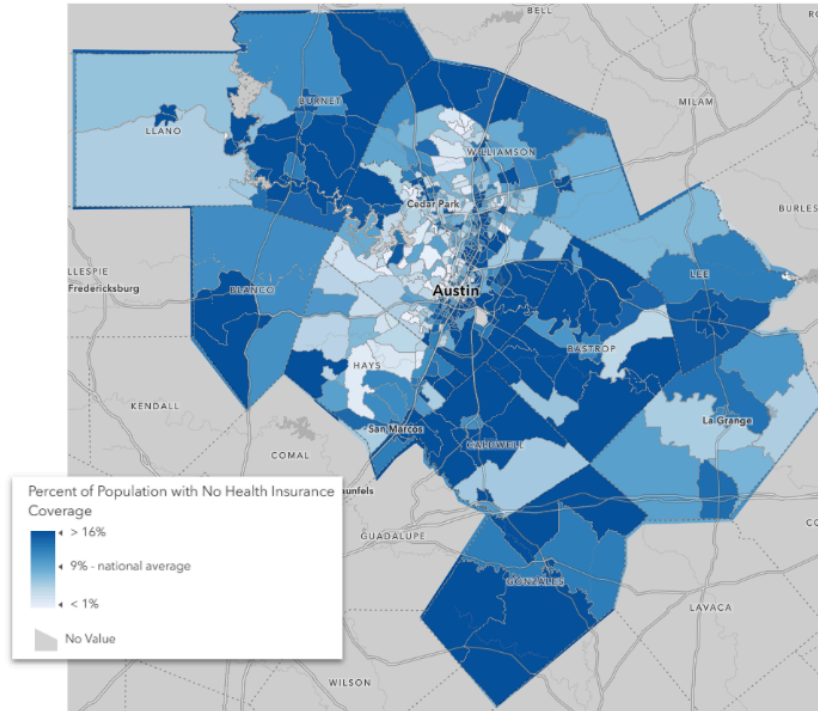 BELL
MILAM
BURNET
LLANO
WILLIAMSON
Cedar Park
BURLES
LLESPIE
Fredericksburg
LEE
BLANCO
Austin
BASTROP
HAYS
KENDALL
La Grange
San Marcos
CALDWELL
COMAL
Percent of Population with No Health Insurance
Coverage
> 16%
9% - national average
< 1%
No Value
aunfels
GUADALUPE
GONZALES
LAVACA
WILSON